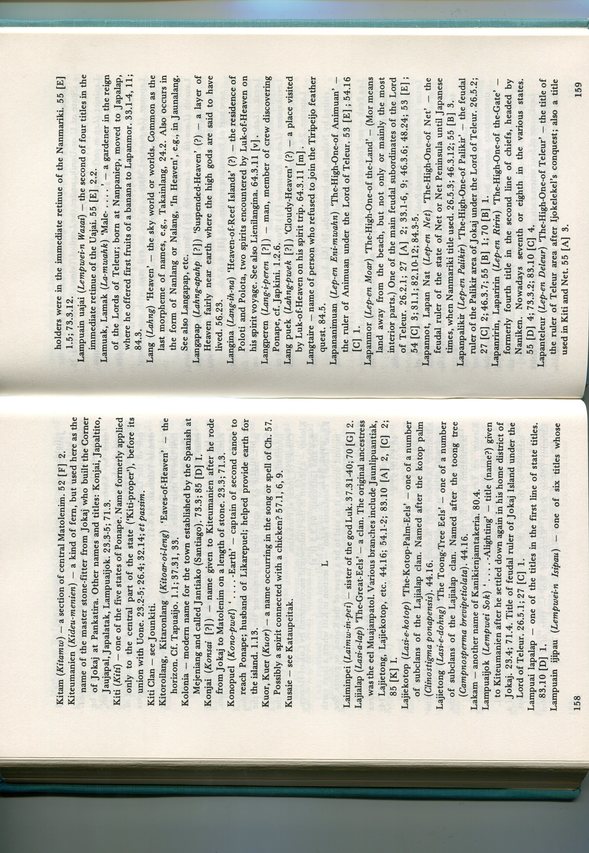 Kitam (Kitamw) — a section of central Matolenim. 52 [F] 2.
Kiteumanien (Kideu-menien) — a kind of fern, but used here as the
name of the master stone-fitter from Jokaj who built the Corner
of Jokaj at Pankatira. Other names and titles: Konjai, Japaltito,
Jaujapal, Japalatak, Lampuaijok. 23.3-5; 71.3.
Kiti (Kiti) — one of the five states of Ponape. Name formerly applied
only to the central part of the state ('Kiti-proper'), before its
union with Uone. 23.2-5; 26.4; 32.14; et passim.
Kiti Clan — see Jounkiti.
Kitoroilang, Kitaronlang (Kitoar-oi-leng) 'Eaves-of-Heaven' — the
horizon. Cf. Tapuaijo. 1.1; 37.31, 33.
Kolonia — modern name for the town established by the Spanish at
Mejeniang and called Jantiako (Santiago). 73.3; 85 [D] I.
Konjai (Konsai [?]) — name given to Kiteumanien after he rode
from Jokaj to Matolenim on a length of stone. 23.3; 71.3.
Konopuel (Kono-pwel) '. . . .-Earth' — captain of second canoe to
reach Ponape; husband of Likarepuel; helped provide earth for
the island. 1.13.
Kuor, Kuer (Kuor) — a name occurring in the song or spell of Ch. 57.
Possibly a spirit connected with a chicken? 57.1, 6, 9.
Kusaie — see Kataupeitak.
L
Laiminpei (Laimw-in-pei) — sister of the god Luk. 37.31-40; 70 [G] 2.
Lajialap (Lasi-a-lap) 'The-Great-Eels' — a clan. The original ancestress
was the eel Muajanpatol. Various branches include Jaunlipuantiak,
Lajietong, Lajiekotop, etc. 44.16; 54.1-2; 83.10 [A] 2, [C] 2;
85 [K] I.
Lajiekotop (Lasi-e-kotop) 'The-Kotop-Palm-Eels' — one of a number
of subclans of the Lajialap clan. Named after the kotop palm
(Clinostigma ponapensis). 44.16.
Lajietong (Lasi-e-dohng) 'The Toong-Tree Eels' — one of a number
of subclans of the Lajialap clan. Named after the toong tree
(Campnosperma brevipetiolata). 44.16.
Lakam — another name of Kanikienjamtakeria. 80.4.
Lampuaijok (Lempwei Sok) '. . . .-Alighting' — title (name?) given
to Kiteumanien after he settled down again in his home district of
Jokaj. 23.4; 71.4. Title of feudal ruler of Jokaj Island under the
Lord of Teleur. 26.5.1; 27 [C] 1.
Lampuai lapalap — one of the titles in the first line of state titles.
83.10 [D] 1.
Lampuain ijipau (Lempwei-n Isipau) — one of six titles whose
158
holders were in the immediate retinue of the Nanmariki. 55 [E]
1.5; 73.3.12.
Lampuain uajai (Lempwei-n Wasai) — the second of four titles in the
immediate retinue of the Uajai. 55 [E] 2.2.
Lamuak, Lamak (La-mwahk) 'Male- . . . .' — a gardener in the reign
of the Lords of Teleur; born at Nanpaniep, moved to Japalap,
where he offered first fruits of a banana to Lapanmor. 33.1-4, 11;
84.3.
Lang (Lahng) 'Heaven' — the sky world or worlds. Common as the
last morpheme of names, e.g., Takainlang, 24.2. Also occurs in
the form of Nanlang or Nalang, 'In Heaven', e.g., in Jaunalang.
See also Langapap, etc.
Langapap (Lahng-apahp [?]) 'Suspended-Heaven' (?) — a layer of
Heaven fairly near earth where the high gods are said to have
lived. 56.23.
Langina (Lang-ih-na) 'Heaven-of-Reef Islands' (?) — the residence of
Poloti and Polota, two spirits encountered by Luk-of-Heaven on
his spirit voyage. See also Lienilangina. 64.3.11 [v].
Langperen (Lang-i-peren [?]) — man, member of crew discovering
Ponape, cf. Japkini. 1.2.6.
Lang puek (Lahng-pwek [?]) 'Cloudy-Heaven' (?) — a place visited
by Luk-of-Heaven on his spirit trip. 64.3.11 [m].
Langtaire — name of person who refused to join the Tiripeijo feather
quest. 84.5.
Lapananimuan (Lep-en Eni-mwahn) 'The-High-One-of Animuan' —
the ruler of Animuan under the Lord of Teleur. 53 [E]; 54.16
[C] 1.
Lapanmor (Lep-en Moar) 'The-High-One-of the-Land' — (Mor means
land away from the beach, but not only or mainly the most
interior parts.) One of the main feudal subordinates of the Lord
of Teleur. 26.2.1; 27 [A] 2; 33.1-6, 9; 46.3.6; 48.24; 53 [E];
54 [C] 3; 81.1; 82.10-12; 84.3-5.
Lapannot, Lapan Nat (Lep-en Net) 'The-High-One-of Net' — the
feudal ruler of the state of Net or Net Peninsula until Japanese
times, when Nanmariki title used. 26.5.3; 46.3.12; 55 [B] 3.
Lapanpalikir (Lep-en Palikir) 'The-High-One-of Palikir' — the feudal
ruler of the Palikir area of Jokaj under the Lord of Teleur. 26.5.2;
27 [C] 2; 46.3.7; 55 [B] 1; 70 [B] 1.
Lapanririn, Laparirin (Lep-en Ririn) 'The-High-One-of the-Gate' —
formerly fourth title in the second line of chiefs, headed by
Naniken. Nowadays seventh or eighth in the various states.
55 [D] 4; 73.3.2; 83.10 [C] 4.
Lapanteleur (Lep-en Deleur) 'The-High-One-of Teleur' — the title of
the ruler of Teleur area after Ijokelekel's conquest; also a title
used in Kiti and Net. 55 [A] 3.
159